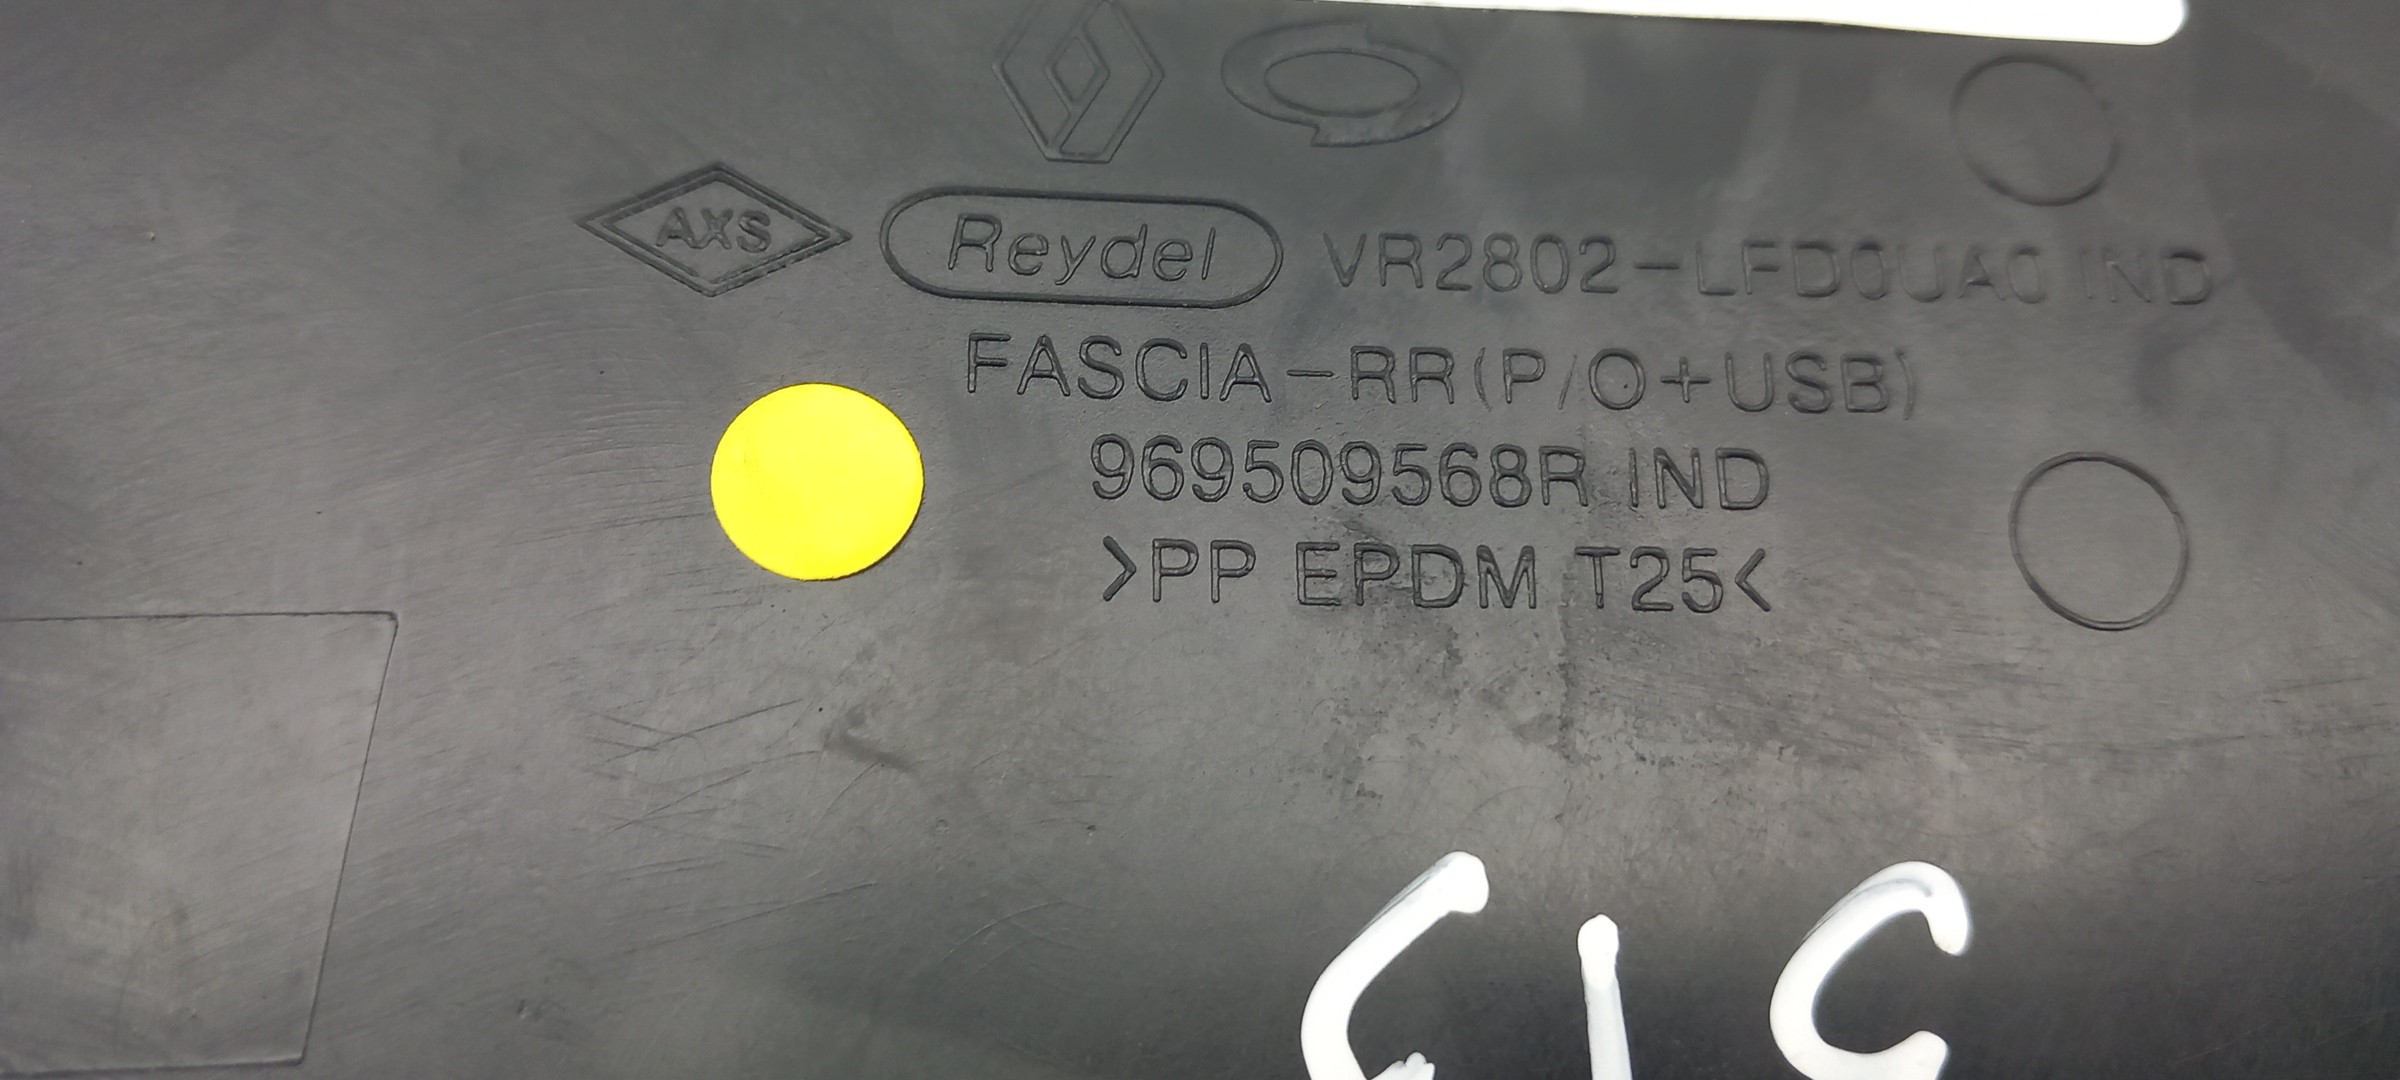 AXS Reydel VR2802-LFD0UA0 IND
FASCIA-RR(P/O+USB)
969509568R IND
>PP EPDM T25<